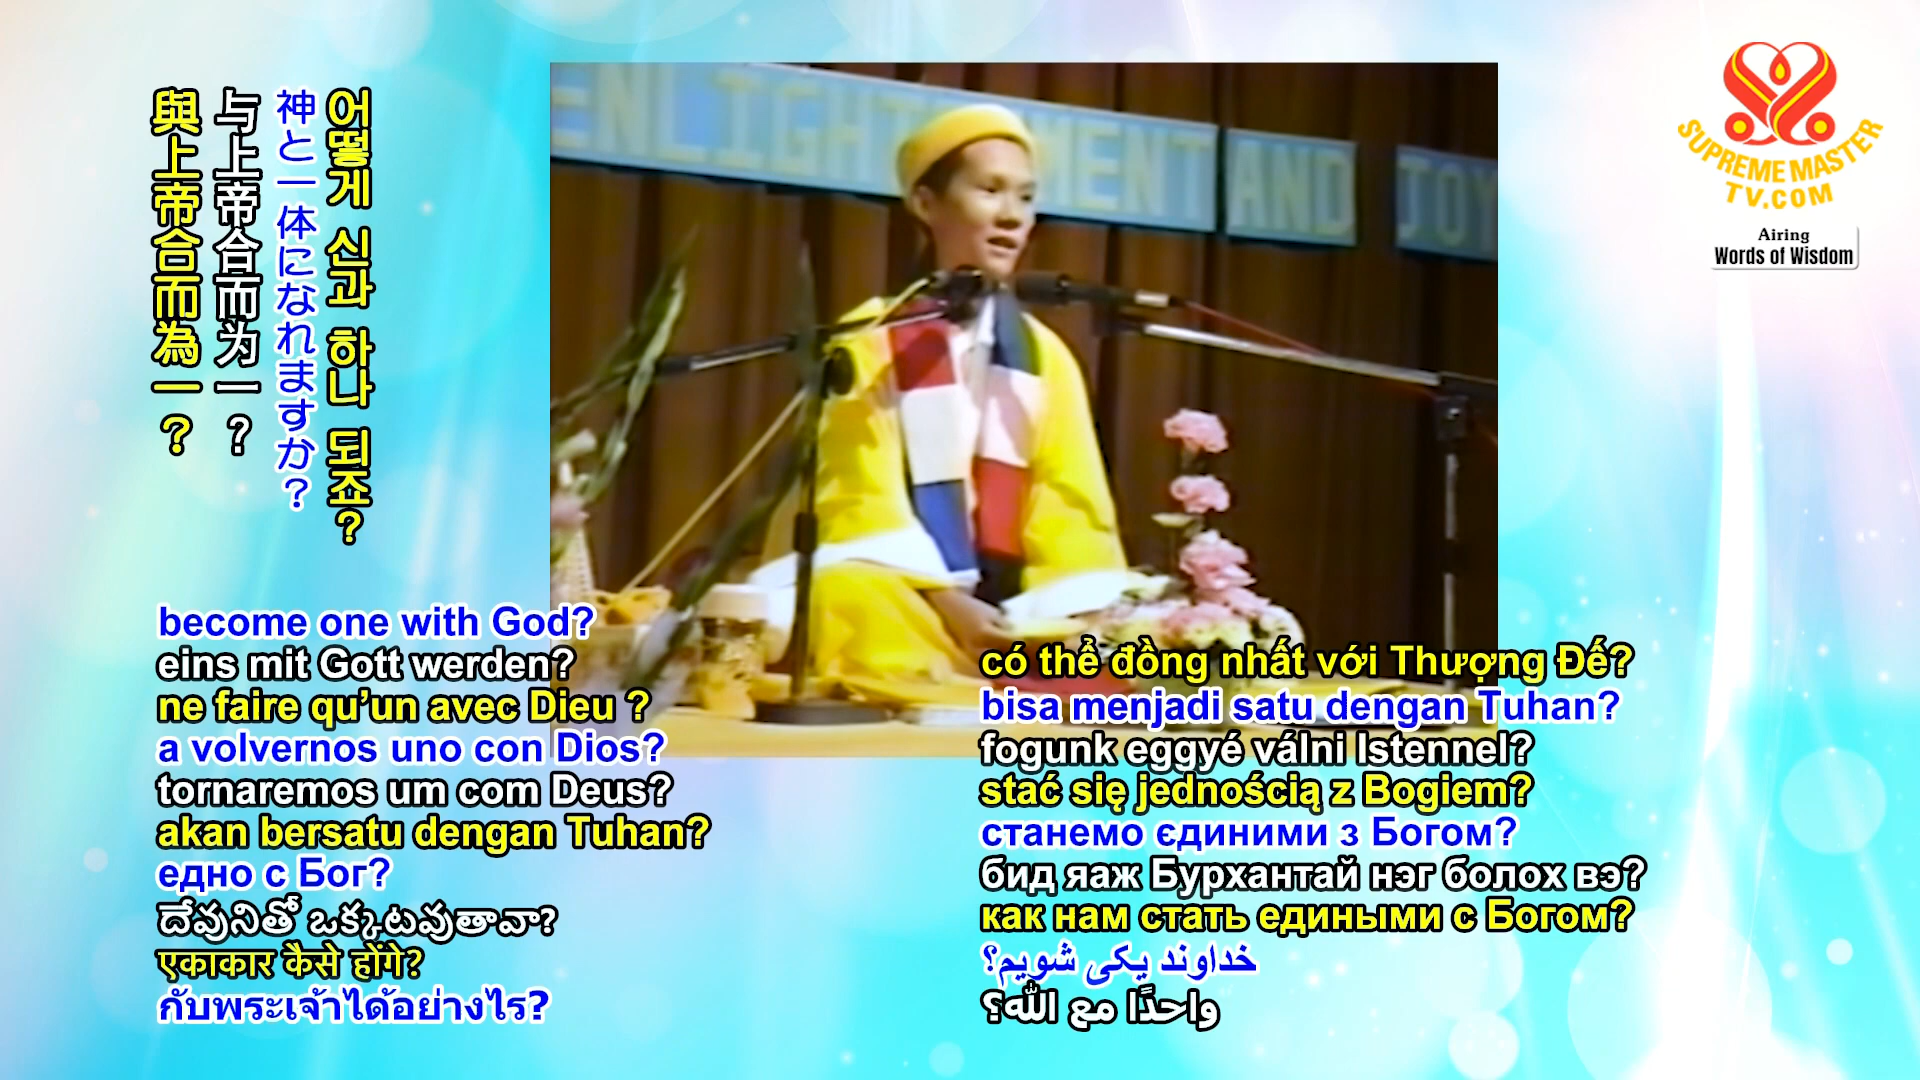 與上帝合而為一？
与上帝合而为一？
神と一体になれますか？
어떻게 신과 하나 되죠?
ENLIGHTENMENT AND JOY
SUPREME MASTER
TV.COM
Airing
Words of Wisdom
become one with God?
eins mit Gott werden?
ne faire qu’un avec Dieu ?
a volvernos uno con Dios?
tornaremos um com Deus?
akan bersatu dengan Tuhan?
едно с Бог?
దేవునితో ఒక్కటవుతావా?
एकाकार कैसे होंगे?
กับพระเจ้าได้อย่างไร?
có thể đồng nhất với Thượng Đế?
bisa menjadi satu dengan Tuhan?
fogunk eggyé válni Istennel?
stać się jednością z Bogiem?
станемо єдиними з Богом?
бид яаж Бурхантай нэг болох вэ?
как нам стать едиными с Богом?
خداوند یکی شویم؟
واحدًا مع الله؟